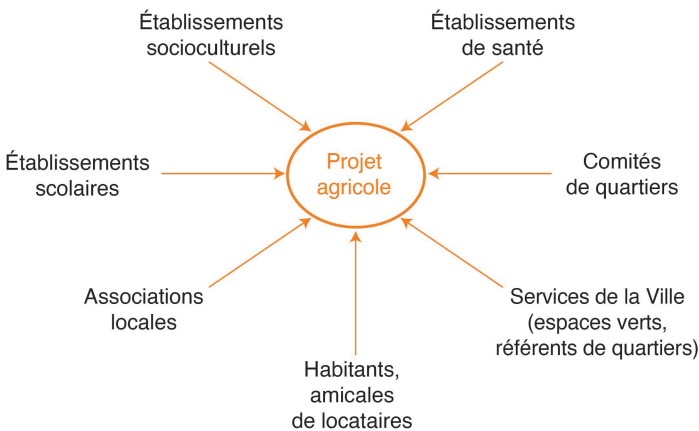 Établissements
socioculturels
Établissements
de santé
Établissements
scolaires
Projet
agricole
Comités
de quartiers
Associations
locales
Services de la Ville
(espaces verts,
référents de quartiers)
Habitants,
amicales
de locataires